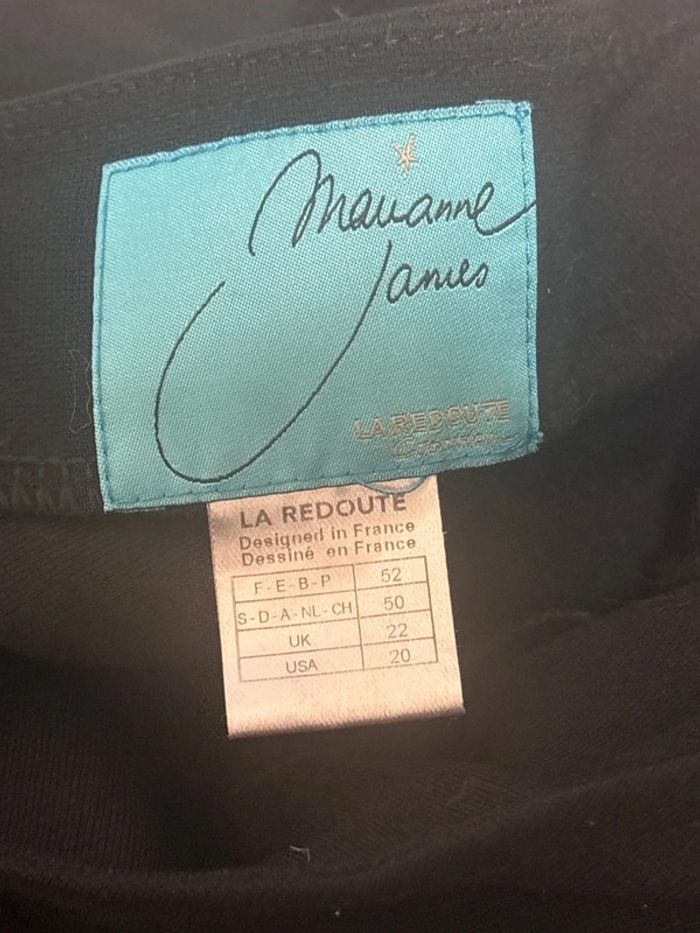 Marianne
James
LA REDOUTE
LA REDOUTE
Designed in France
Dessiné en France
F-E-B-P 52
S-D-A-NL-CH 50
UK 22
USA 20